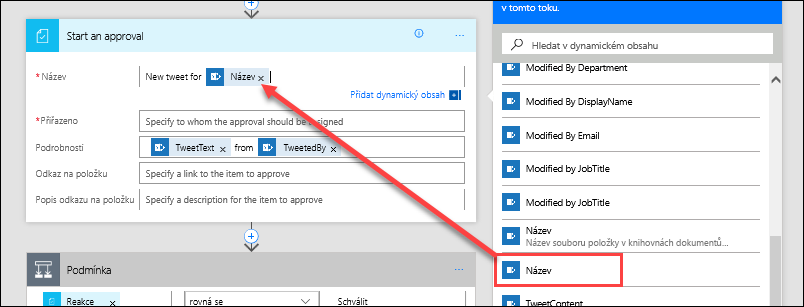 Start an approval
...
* Název
New tweet for Název x
Přidat dynamický obsah
* Přiřazeno
Specify to whom the approval should be assigned
Podrobnosti
TweetText x from TweetedBy x
Odkaz na položku
Specify a link to the item to approve
Popis odkazu na položku
Specify a description for the item to approve
Podmínka
...
Reakce x
rovná se
Schválit
v tomto toku.
Hledat v dynamickém obsahu
Modified By Department
Modified By DisplayName
Modified By Email
Modified by JobTitle
Modified by JobTitle
Název
Název souboru položky v knihovnách dokumentů...
Název
TweetContent